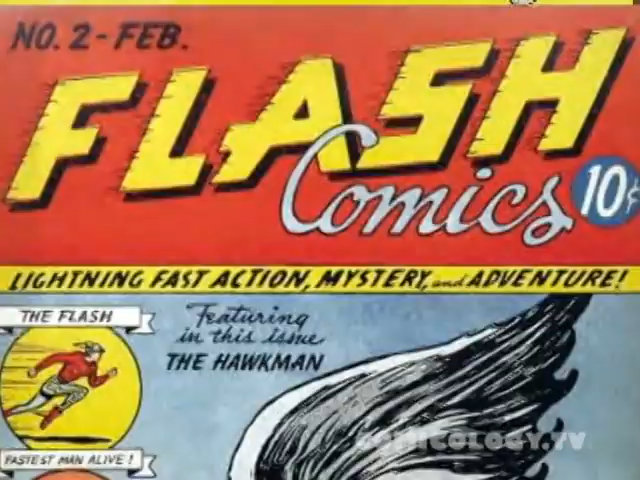 NO. 2 - FEB.
FLASH
Comics
10¢
LIGHTNING FAST ACTION, MYSTERY, and ADVENTURE!
THE FLASH
Featuring
in this issue
THE HAWKMAN
FASTEST MAN ALIVE!
COMICOLOGY.TV